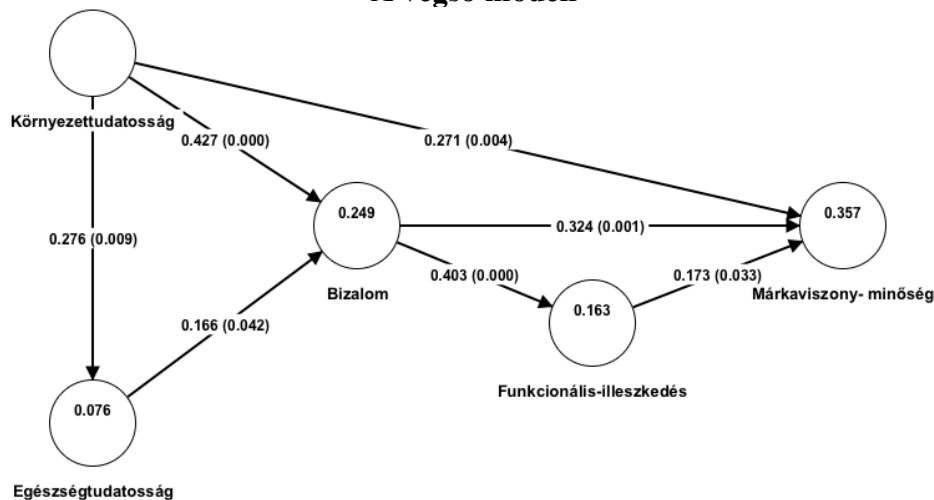 A végső modell
Környezettudatosság
0.427 (0.000)
0.271 (0.004)
0.276 (0.009)
0.249
0.324 (0.001)
0.357
0.403 (0.000)
0.173 (0.033)
Bizalom
Márkaviszony- minőség
0.166 (0.042)
0.163
Funkcionális-illeszkedés
0.076
Egészségtudatosság